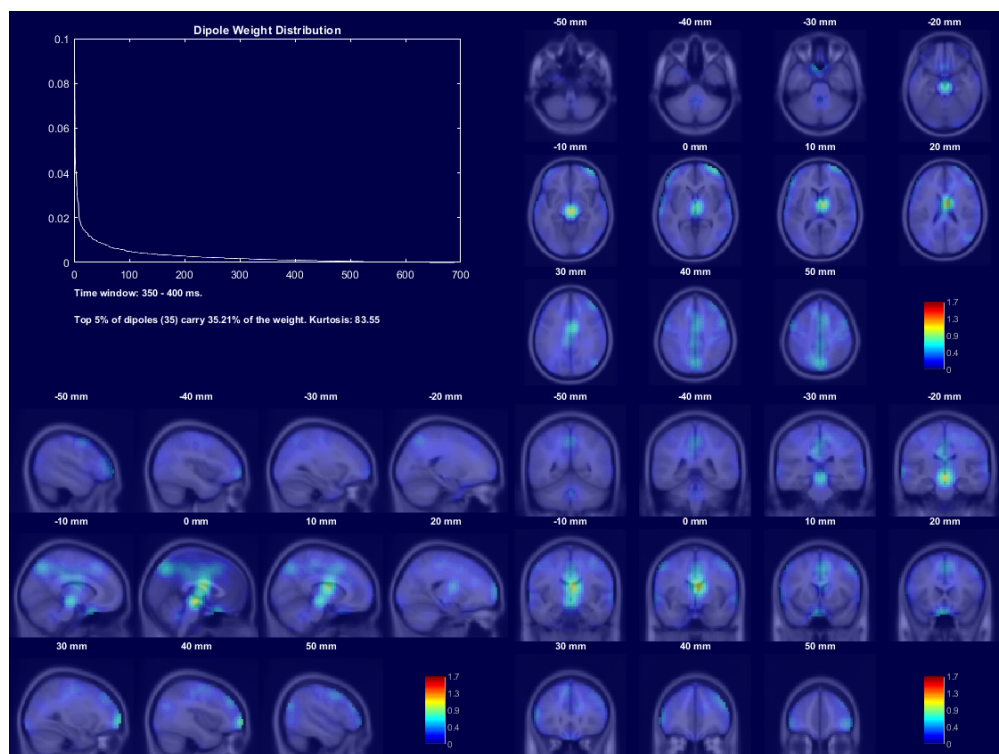 Dipole Weight Distribution
0.1
0.08
0.06
0.04
0.02
0
0 100 200 300 400 500 600 700
Time window: 350 - 400 ms.
Top 5% of dipoles (35) carry 35.21% of the weight. Kurtosis: 83.55
-50 mm -40 mm -30 mm -20 mm
-10 mm 0 mm 10 mm 20 mm
30 mm 40 mm 50 mm
1.7
1.3
0.9
0.4
0
-50 mm -40 mm -30 mm -20 mm
-10 mm 0 mm 10 mm 20 mm
30 mm 40 mm 50 mm
1.7
1.3
0.9
0.4
0
-50 mm -40 mm -30 mm -20 mm
-10 mm 0 mm 10 mm 20 mm
30 mm 40 mm 50 mm
1.7
1.3
0.9
0.4
0